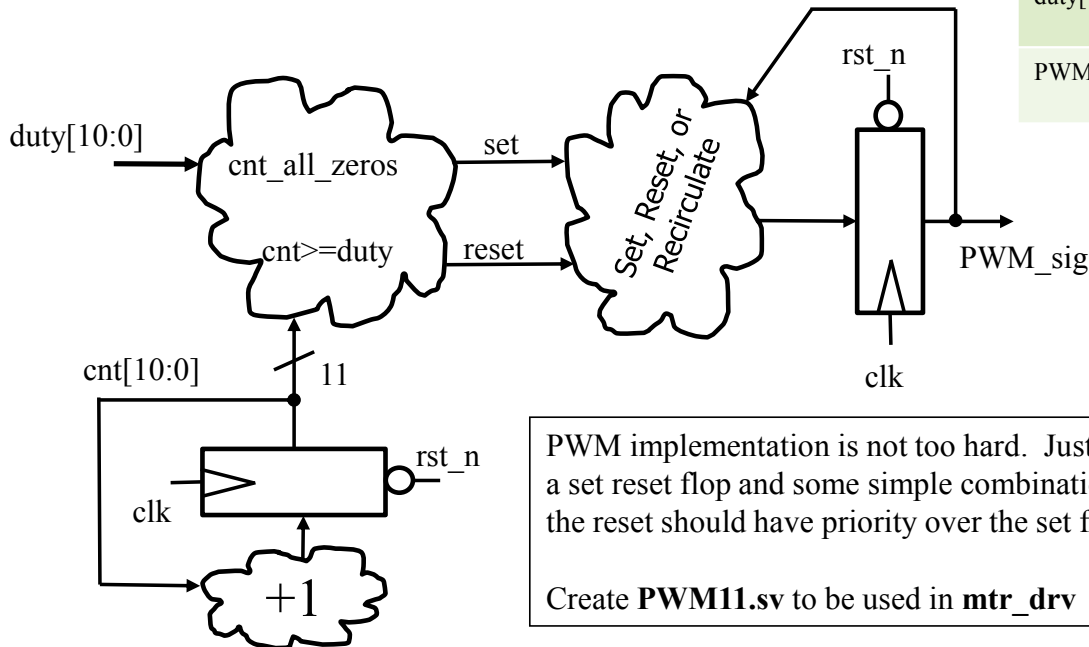 duty[
PWM
rst_n
duty[10:0]
cnt_all_zeros
cnt>=duty
set
reset
Set, Reset, or
Recirculate
PWM_sig
clk
cnt[10:0]
11
rst_n
clk
+1
PWM implementation is not too hard. Just
a set reset flop and some simple combinatio
the reset should have priority over the set f
Create PWM11.sv to be used in mtr_drv